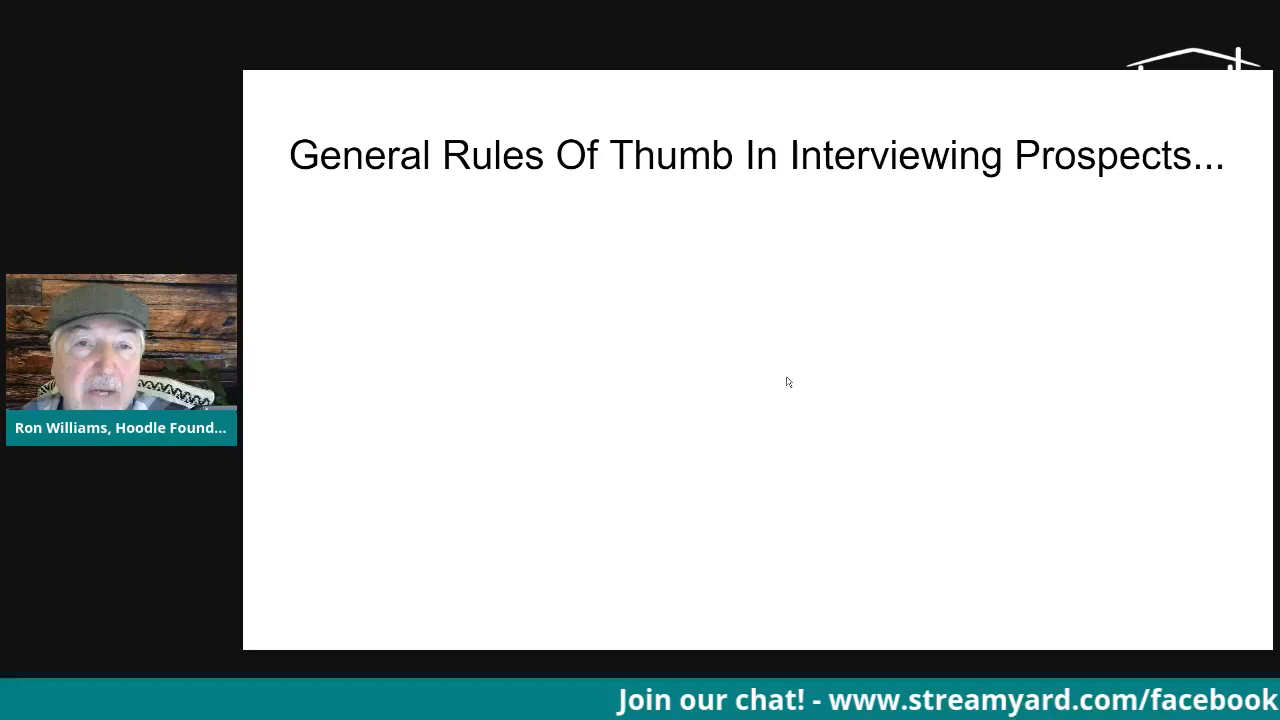 General Rules Of Thumb In Interviewing Prospects...
Ron Williams, Hoodle Found...
Join our chat! - www.streamyard.com/facebook